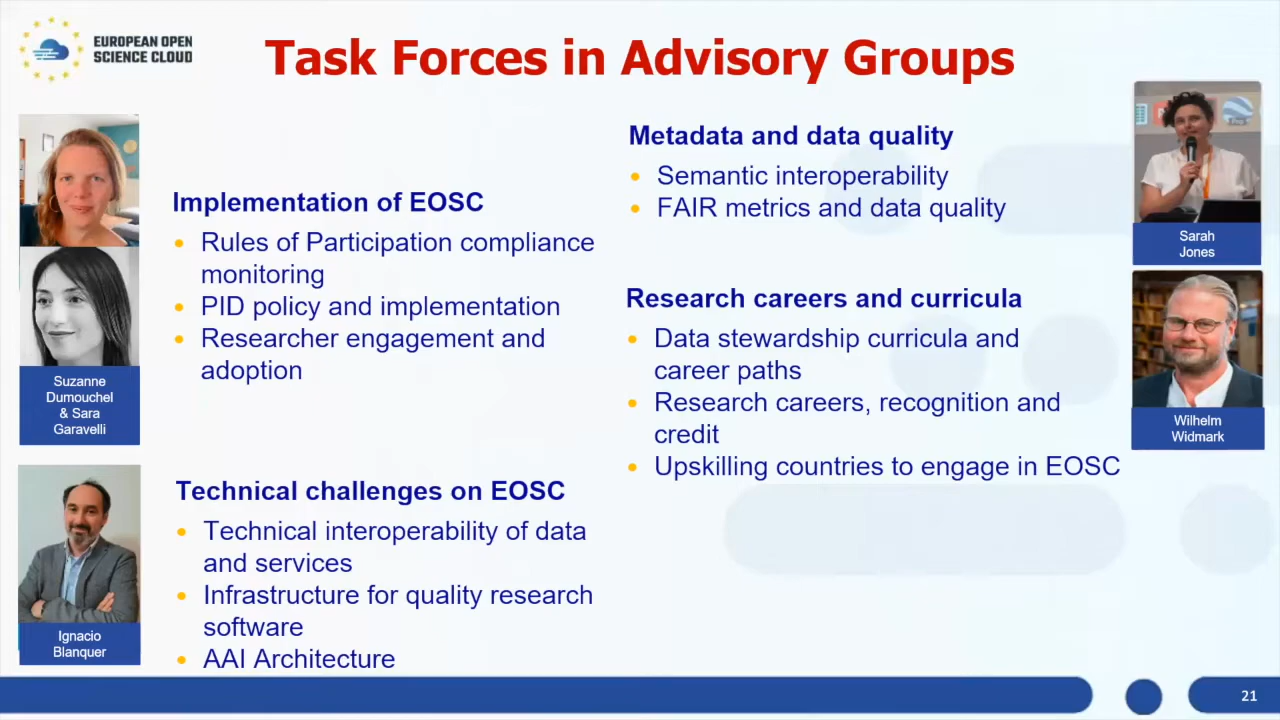 EUROPEAN OPEN
SCIENCE CLOUD
Task Forces in Advisory Groups
Suzanne
Dumouchel
& Sara
Garavelli
Implementation of EOSC
Rules of Participation compliance
monitoring
PID policy and implementation
Researcher engagement and
adoption
Ignacio
Blanquer
Technical challenges on EOSC
Technical interoperability of data
and services
Infrastructure for quality research
software
AAI Architecture
Metadata and data quality
Semantic interoperability
FAIR metrics and data quality
Sarah
Jones
Research careers and curricula
Data stewardship curricula and
career paths
Research careers, recognition and
credit
Upskilling countries to engage in EOSC
Wilhelm
Widmark
21